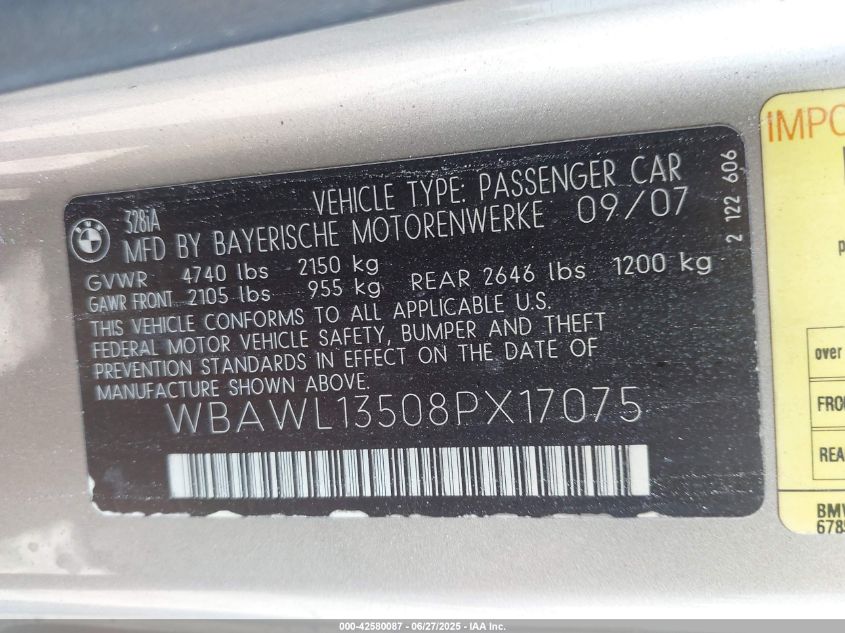 BMW
328iA
VEHICLE TYPE: PASSENGER CAR
MFD BY BAYERISCHE MOTORENWERKE 09/07
GVWR 4740 lbs 2150 kg
GAWR FRONT 2105 lbs 955 kg REAR 2646 lbs 1200 kg
THIS VEHICLE CONFORMS TO ALL APPLICABLE U.S.
FEDERAL MOTOR VEHICLE SAFETY, BUMPER AND THEFT
PREVENTION STANDARDS IN EFFECT ON THE DATE OF
MANUFACTURE SHOWN ABOVE.
WBAWL13508PX17075
2 122 606
IMPO
over
FRO
REA
BMW
678
000-42580087 | 06/27/2025 | IAA Inc.